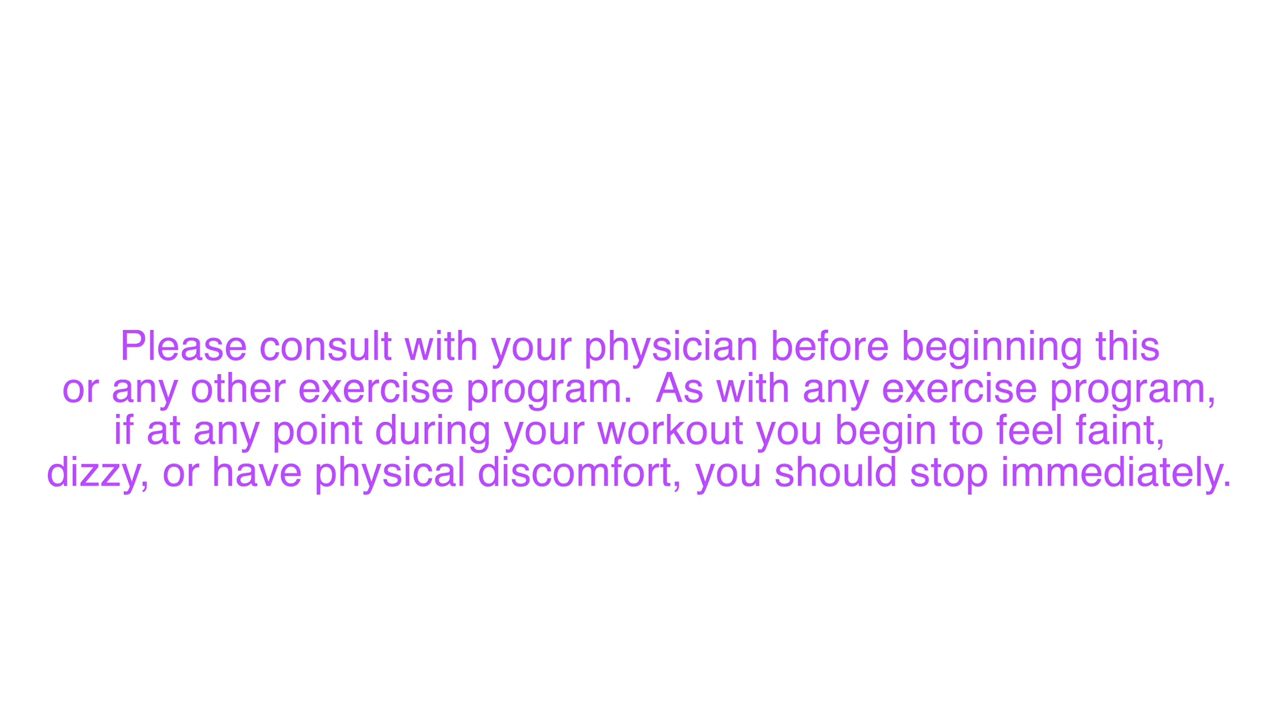 Please consult with your physician before beginning this
or any other exercise program.  As with any exercise program,
if at any point during your workout you begin to feel faint,
dizzy, or have physical discomfort, you should stop immediately.